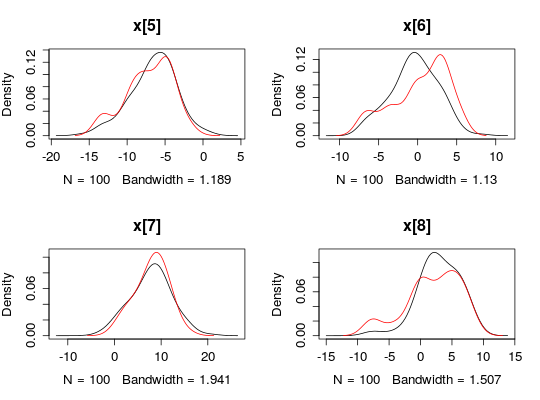 x[5]
Density
0.00 0.06 0.12
-20 -15 -10 -5 0 5
N = 100 Bandwidth = 1.189
x[6]
Density
0.00 0.06 0.12
-10 -5 0 5 10
N = 100 Bandwidth = 1.13
x[7]
Density
0.00 0.06
-10 0 10 20
N = 100 Bandwidth = 1.941
x[8]
Density
0.00 0.06
-15 -10 -5 0 5 10 15
N = 100 Bandwidth = 1.507